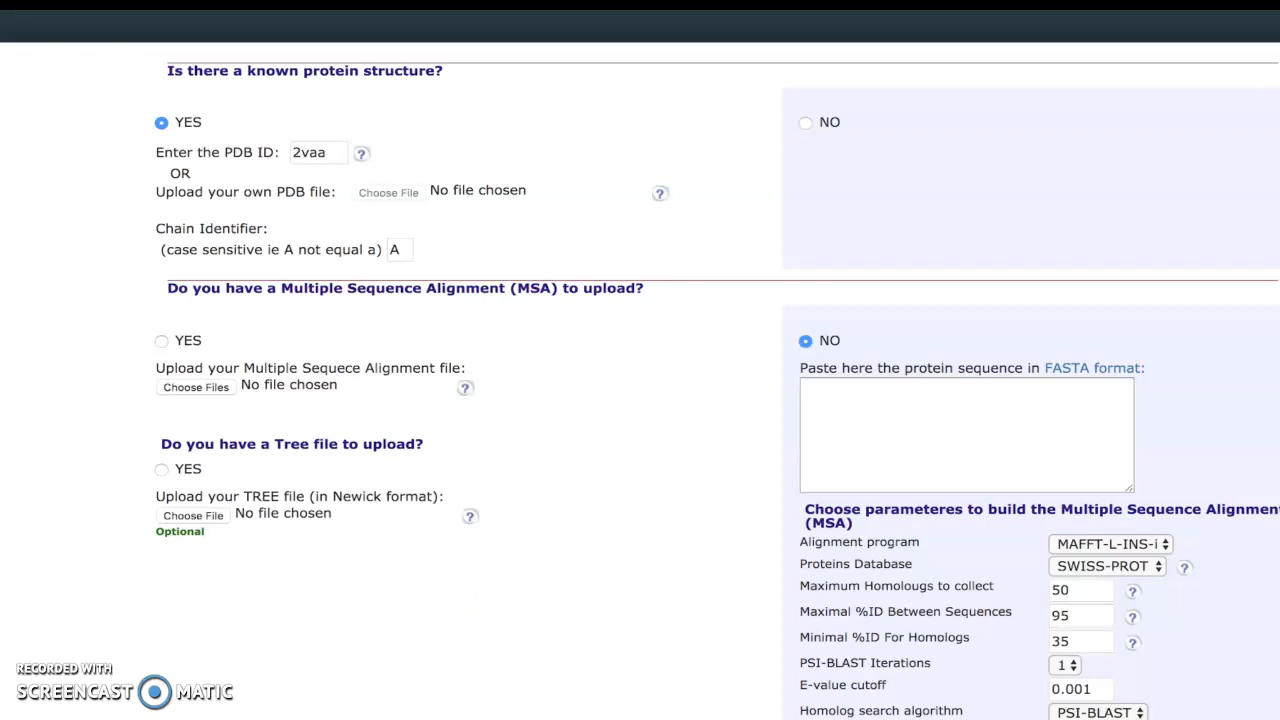 Is there a known protein structure?
YES
NO
Enter the PDB ID: 2vaa ?
OR
Upload your own PDB file: Choose File No file chosen ?
Chain Identifier:
(case sensitive ie A not equal a) A
Do you have a Multiple Sequence Alignment (MSA) to upload?
YES
Upload your Multiple Sequece Alignment file:
Choose Files No file chosen ?
Do you have a Tree file to upload?
YES
Upload your TREE file (in Newick format):
Choose File No file chosen ?
Optional
NO
Paste here the protein sequence in FASTA format:
Choose parameteres to build the Multiple Sequence Alignment
(MSA)
Alignment program MAFFT-L-INS-i
Proteins Database SWISS-PROT ?
Maximum Homolougs to collect 50 ?
Maximal %ID Between Sequences 95 ?
Minimal %ID For Homologs 35 ?
PSI-BLAST Iterations 1
E-value cutoff 0.001
Homolog search algorithm PSI-BLAST
RECORDED WITH
SCREENCAST MATIC